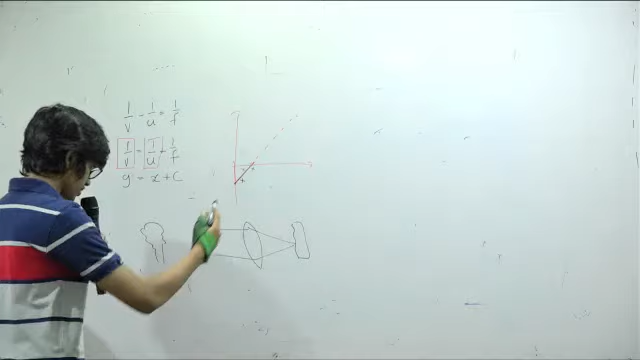 1/v - 1/u = 1/f
1/v = 1/u + 1/f
y = x + c